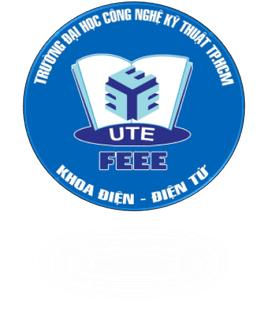 TRƯỜNG ĐẠI HỌC CÔNG NGHỆ KỸ THUẬT TP.HCM
UTE
FEEE
KHOA ĐIỆN - ĐIỆN TỬ